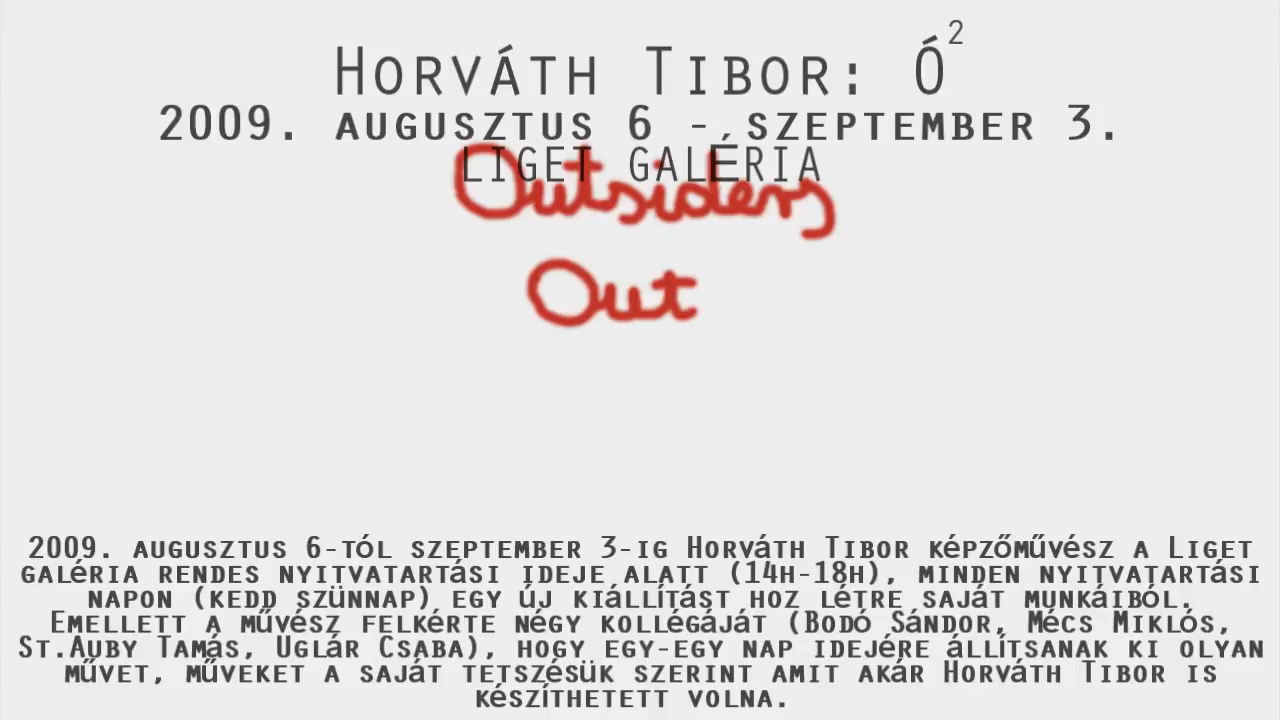 Horváth Tibor: Ó²
2009. augusztus 6 - szeptember 3.
LIGET GALÉRIA
Outsiders
Out
2009. augusztus 6-tól szeptember 3-ig Horváth Tibor képzőművész a Liget
galéria rendes nyitvatartási ideje alatt (14h-18h), minden nyitvatartási
napon (kedd szünnap) egy új kiállítást hoz létre saját munkáiból.
Emellett a művész felkérte négy kollégáját (Bodó Sándor, Mécs Miklós,
St.Auby Tamás, Uglár Csaba), hogy egy-egy nap idejére állítsanak ki olyan
művet, műveket a saját tetszésük szerint amit akár Horváth Tibor is
készíthetett volna.